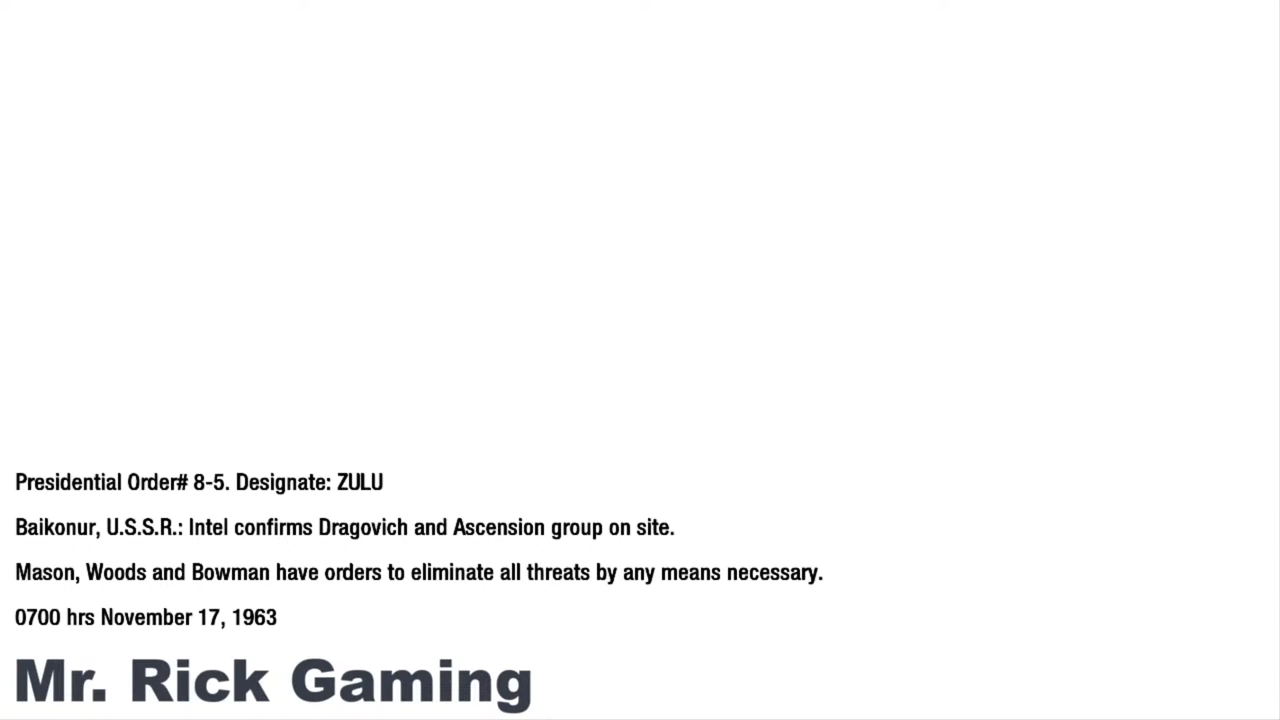 Presidential Order# 8-5. Designate: ZULU
Baikonur, U.S.S.R.: Intel confirms Dragovich and Ascension group on site.
Mason, Woods and Bowman have orders to eliminate all threats by any means necessary.
0700 hrs November 17, 1963
Mr. Rick Gaming